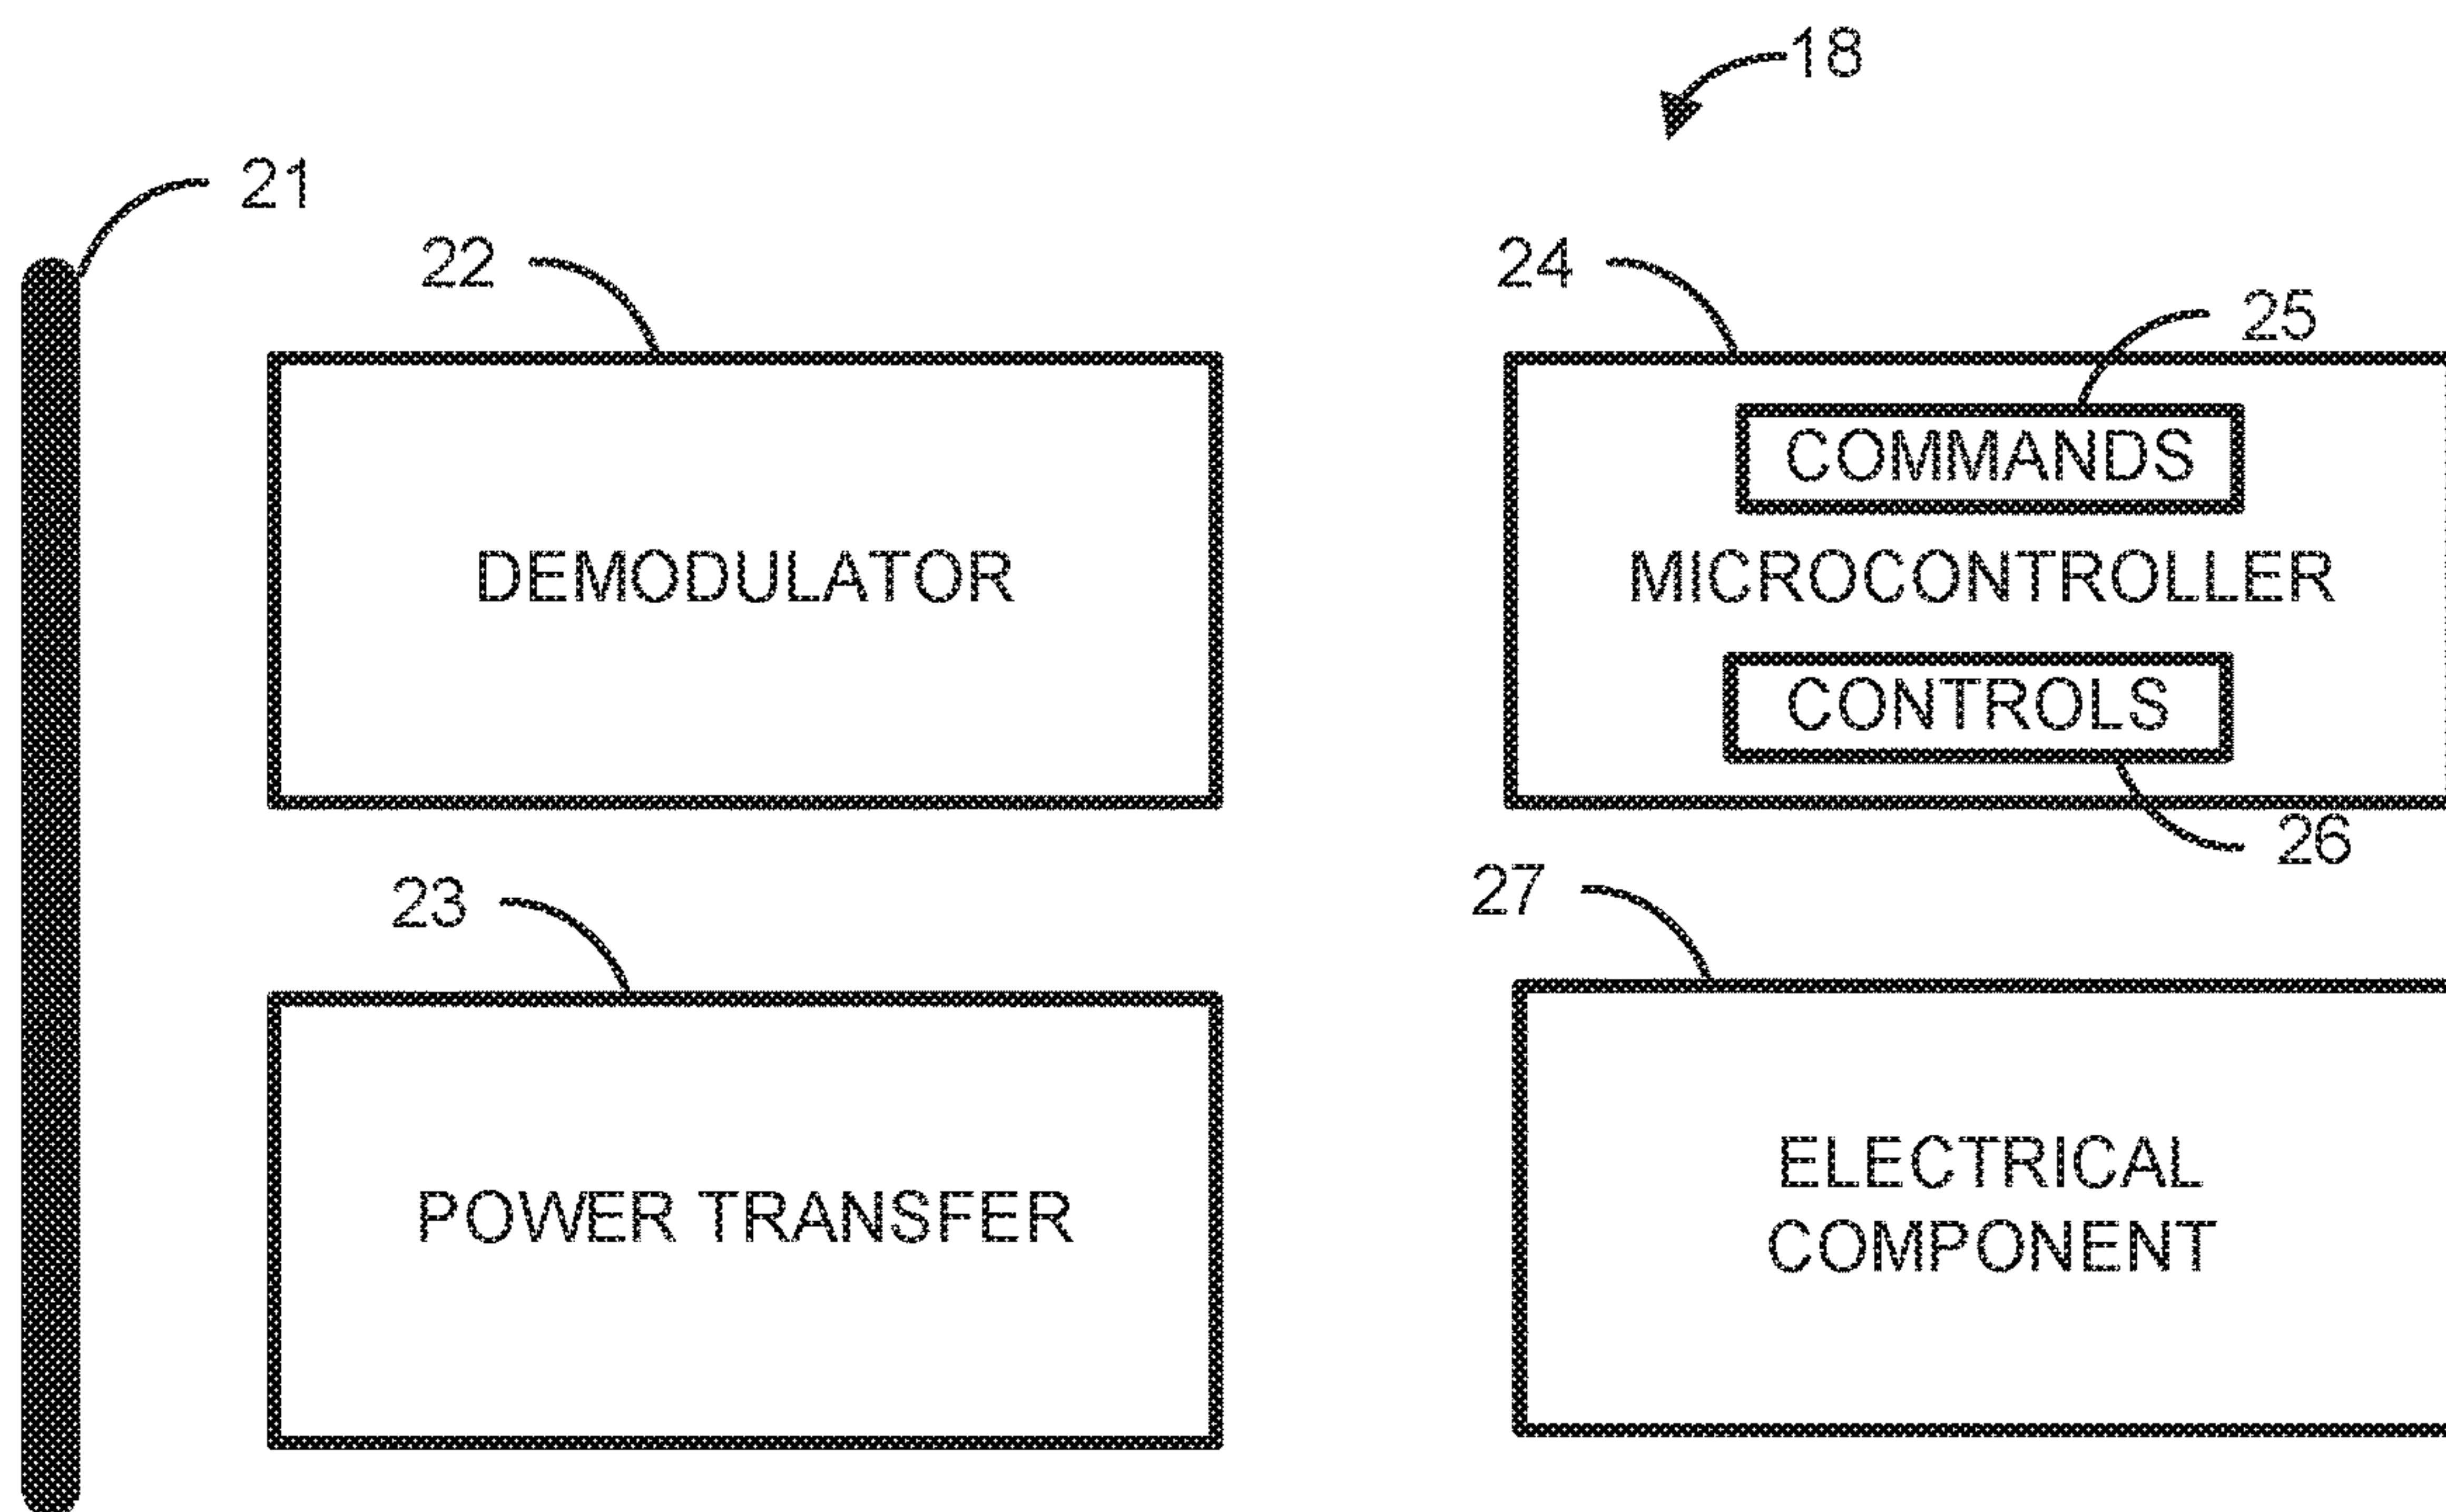 18
21
22
24
25
COMMANDS
DEMODULATOR
MICROCONTROLLER
CONTROLS
26
23
27
POWER TRANSFER
ELECTRICAL
COMPONENT